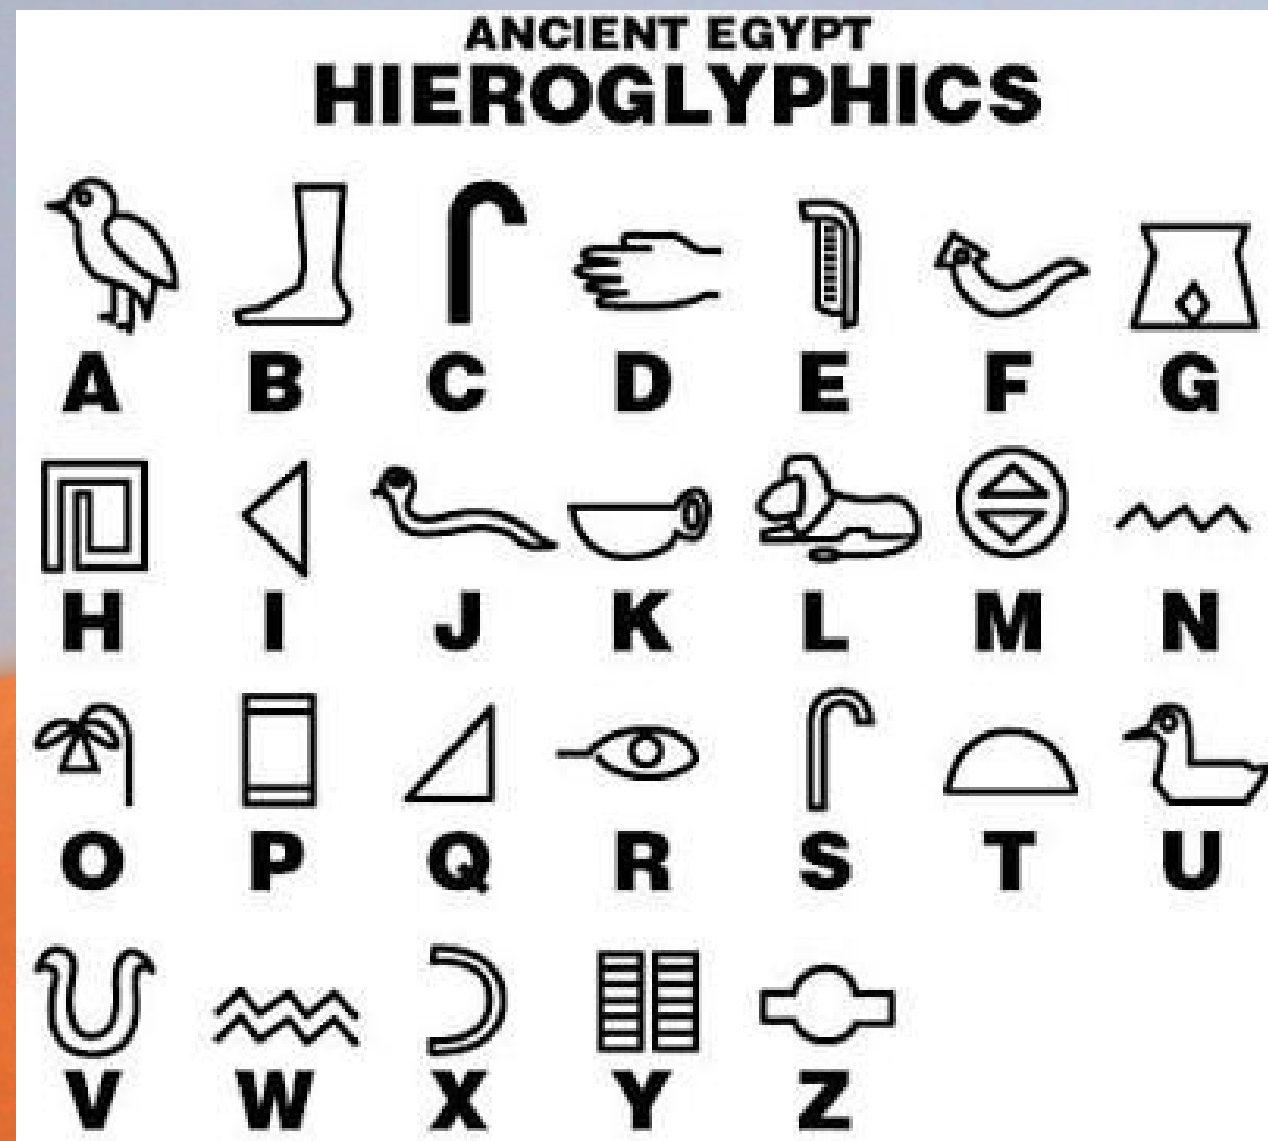 ANCIENT EGYPT
HIEROGLYPHICS
A B C D E F G
H I J K L M N
O P Q R S T U
V W X Y Z